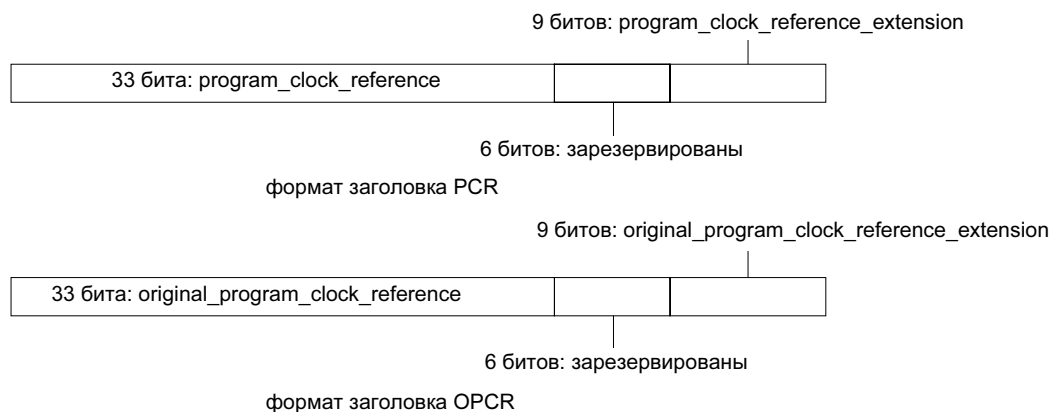 9 битов: program_clock_reference_extension
33 бита: program_clock_reference
6 битов: зарезервированы
формат заголовка PCR
9 битов: original_program_clock_reference_extension
33 бита: original_program_clock_reference
6 битов: зарезервированы
формат заголовка OPCR